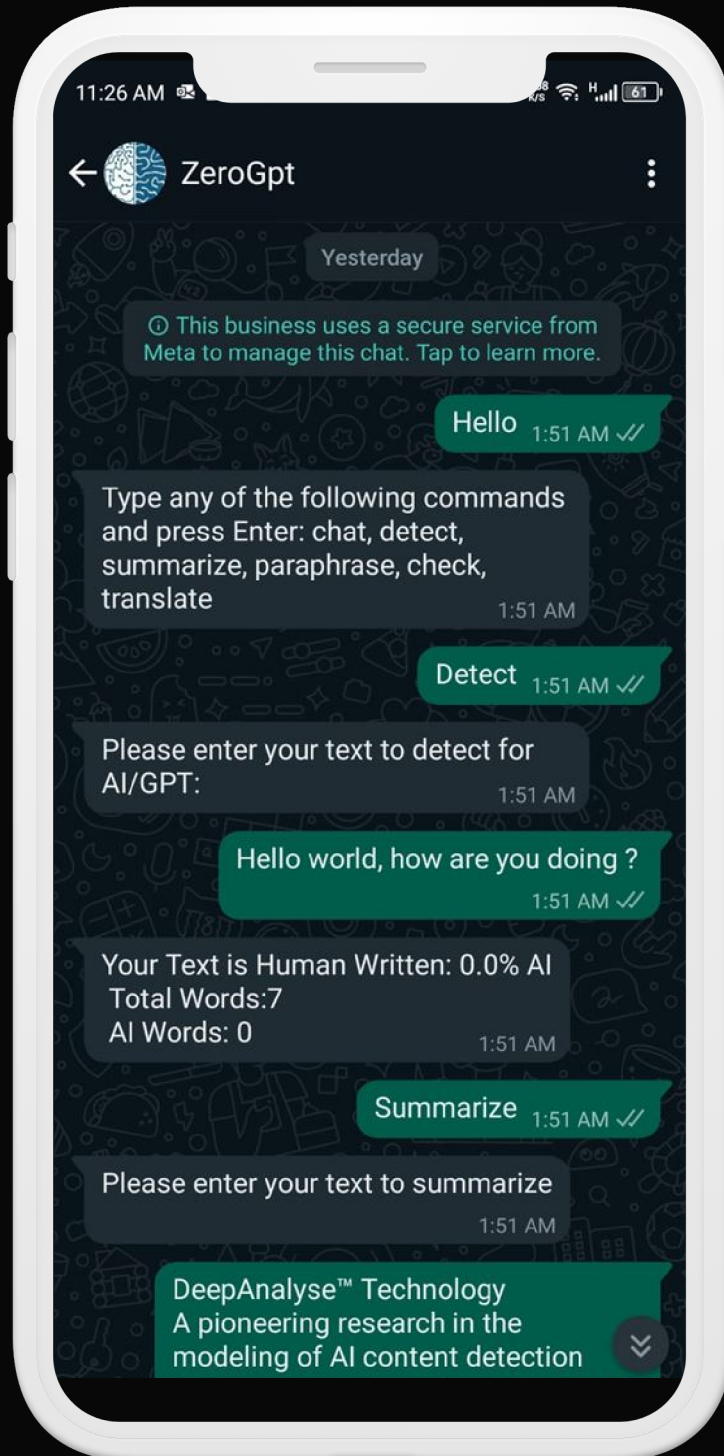 11:26 AM
K/S H 61
ZeroGpt
Yesterday
This business uses a secure service from
Meta to manage this chat. Tap to learn more.
Hello 1:51 AM
Type any of the following commands
and press Enter: chat, detect,
summarize, paraphrase, check,
translate
1:51 AM
Detect 1:51 AM
Please enter your text to detect for
AI/GPT:
1:51 AM
Hello world, how are you doing ?
1:51 AM
Your Text is Human Written: 0.0% AI
Total Words:7
AI Words: 0
1:51 AM
Summarize 1:51 AM
Please enter your text to summarize
1:51 AM
DeepAnalyse™ Technology
A pioneering research in the
modeling of AI content detection